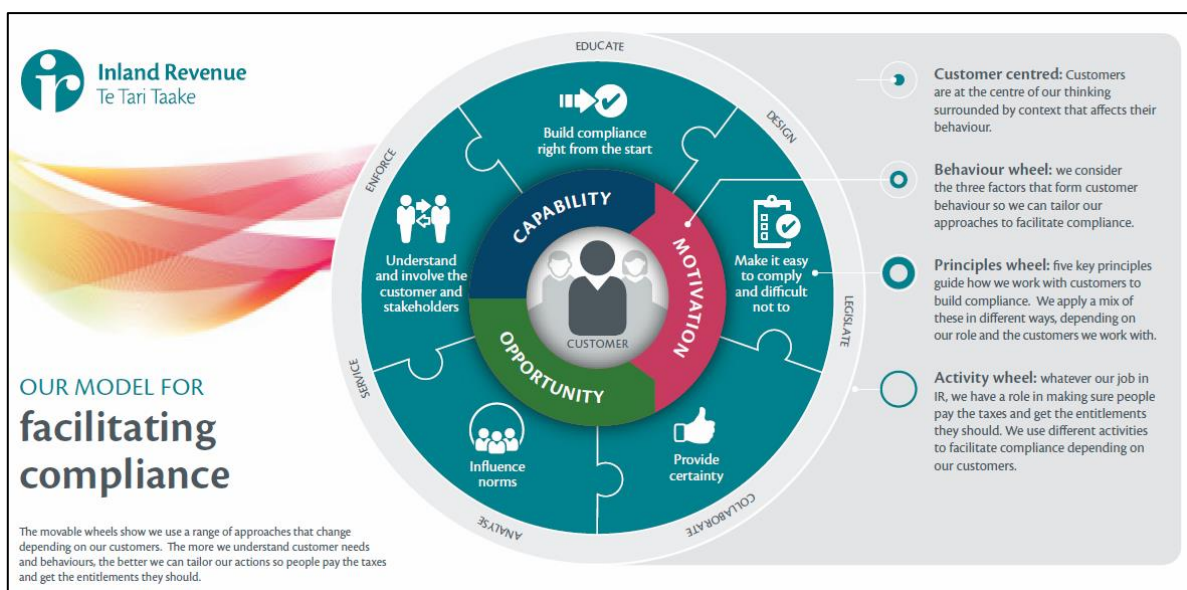 Inland Revenue
Te Tari Taake
OUR MODEL FOR
facilitating
compliance
The movable wheels show we use a range of approaches that change
depending on our customers. The more we understand customer needs
and behaviours, the better we can tailor our actions so people pay the taxes
and get the entitlements they should.
EDUCATE
DESIGN
LEGISLATE
COLLABORATE
ANALYSE
SERVICE
ENFORCE
Build compliance
right from the start
Make it easy
to comply
and difficult
not to
Provide
certainty
Influence
norms
Understand
and involve the
customer and
stakeholders
CAPABILITY
MOTIVATION
OPPORTUNITY
CUSTOMER
Customer centred: Customers
are at the centre of our thinking
surrounded by context that affects their
behaviour.
Behaviour wheel: we consider
the three factors that form customer
behaviour so we can tailor our
approaches to facilitate compliance.
Principles wheel: five key principles
guide how we work with customers to
build compliance. We apply a mix of
these in different ways, depending on
our role and the customers we work with.
Activity wheel: whatever our job in
IR, we have a role in making sure people
pay the taxes and get the entitlements
they should. We use different activities
to facilitate compliance depending on
our customers.